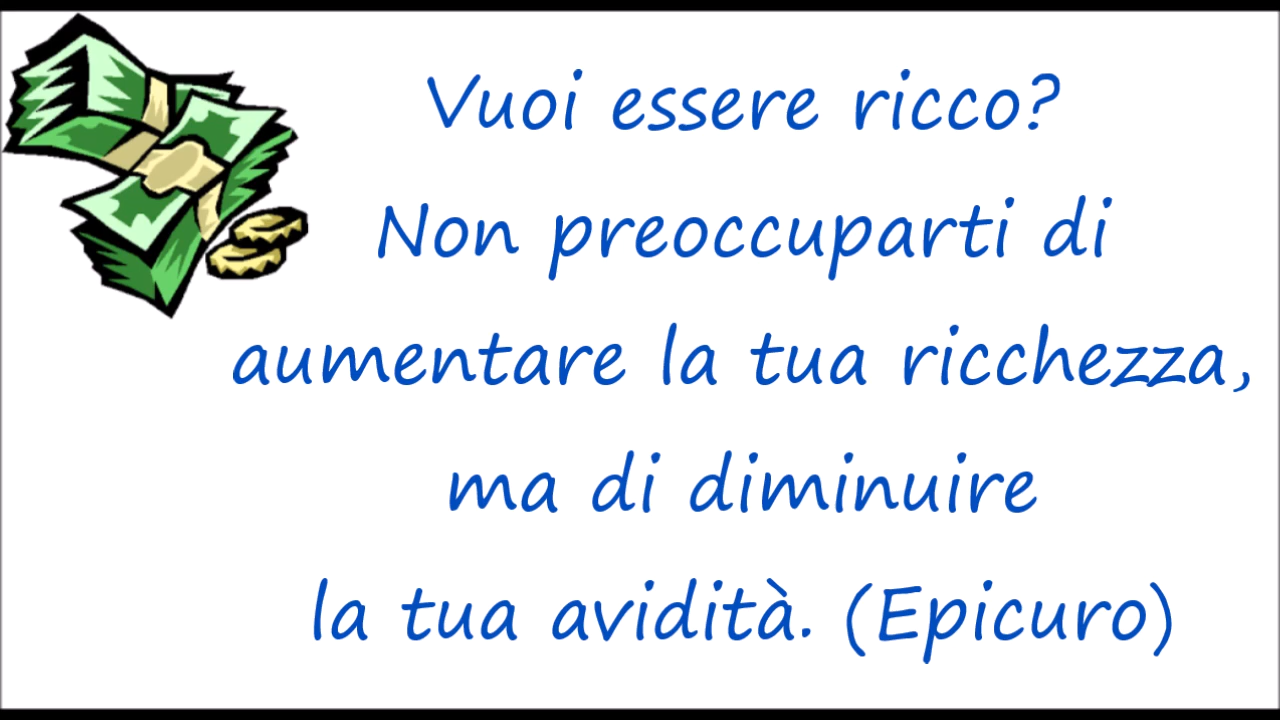 Vuoi essere ricco?
Non preoccuparti di
aumentare la tua ricchezza,
ma di diminuire
la tua avidità. (Epicuro)